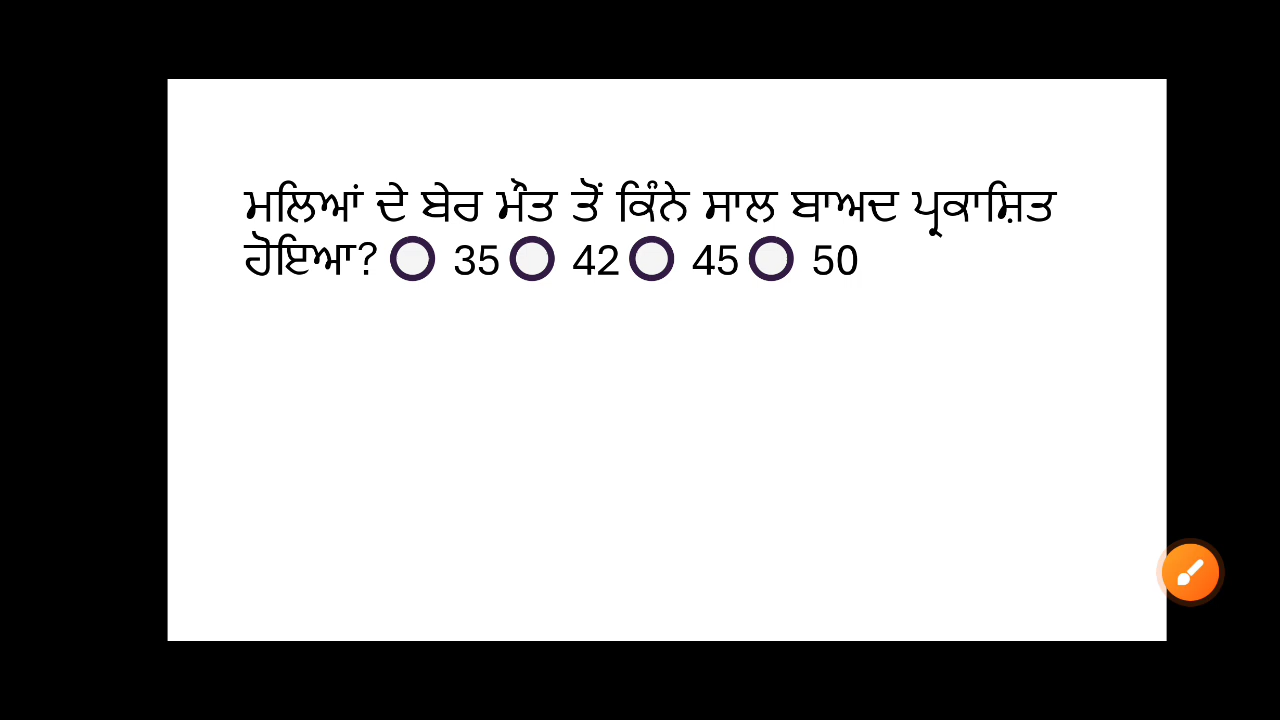 ਮਲਿਆਂ ਦੇ ਬੇਰ ਮੌਤ ਤੋਂ ਕਿੰਨੇ ਸਾਲ ਬਾਅਦ ਪ੍ਰਕਾਸ਼ਿਤ
ਹੋਇਆ? ⭕ 35⭕ 42⭕ 45⭕ 50